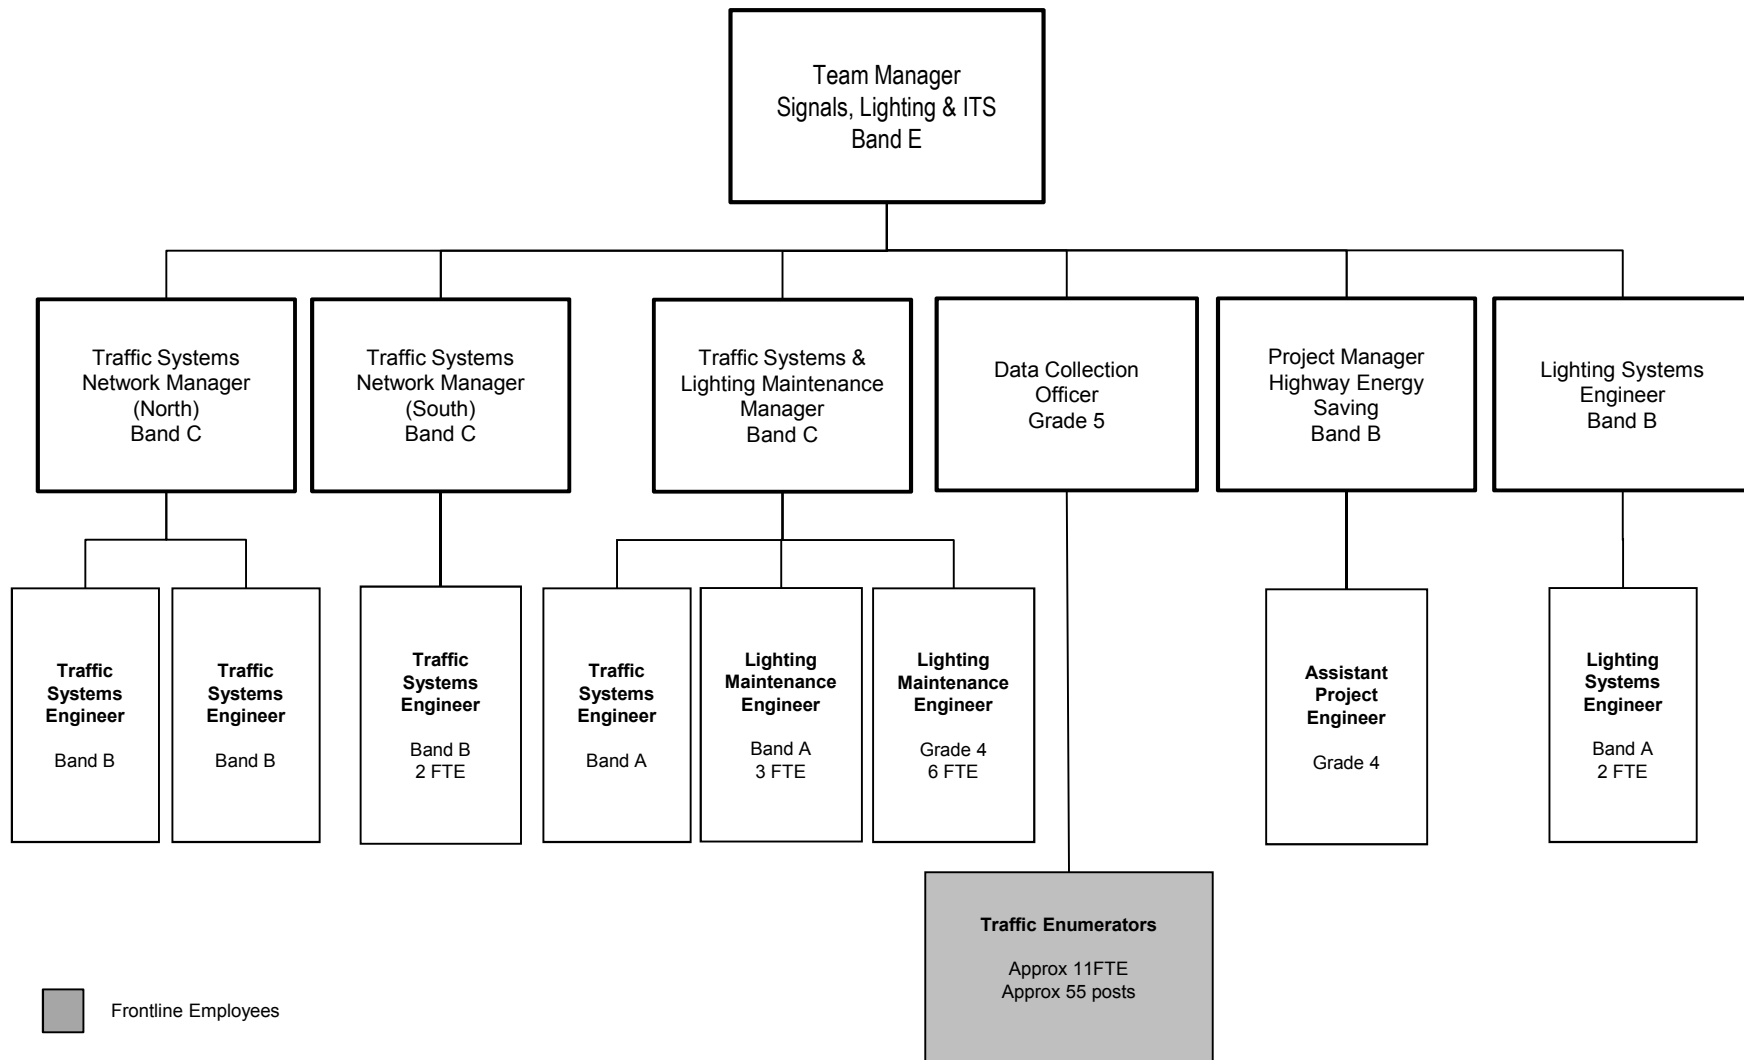 Team Manager
Signals, Lighting & ITS
Band E
Traffic Systems
Network Manager
(North)
Band C
Traffic Systems
Network Manager
(South)
Band C
Traffic Systems &
Lighting Maintenance
Manager
Band C
Data Collection
Officer
Grade 5
Project Manager
Highway Energy
Saving
Band B
Lighting Systems
Engineer
Band B
Traffic
Systems
Engineer
Band B
Traffic
Systems
Engineer
Band B
Traffic
Systems
Engineer
Band B
2 FTE
Traffic
Systems
Engineer
Band A
Lighting
Maintenance
Engineer
Band A
3 FTE
Lighting
Maintenance
Engineer
Grade 4
6 FTE
Assistant
Project
Engineer
Grade 4
Lighting
Systems
Engineer
Band A
2 FTE
Traffic Enumerators
Approx 11FTE
Approx 55 posts
Frontline Employees